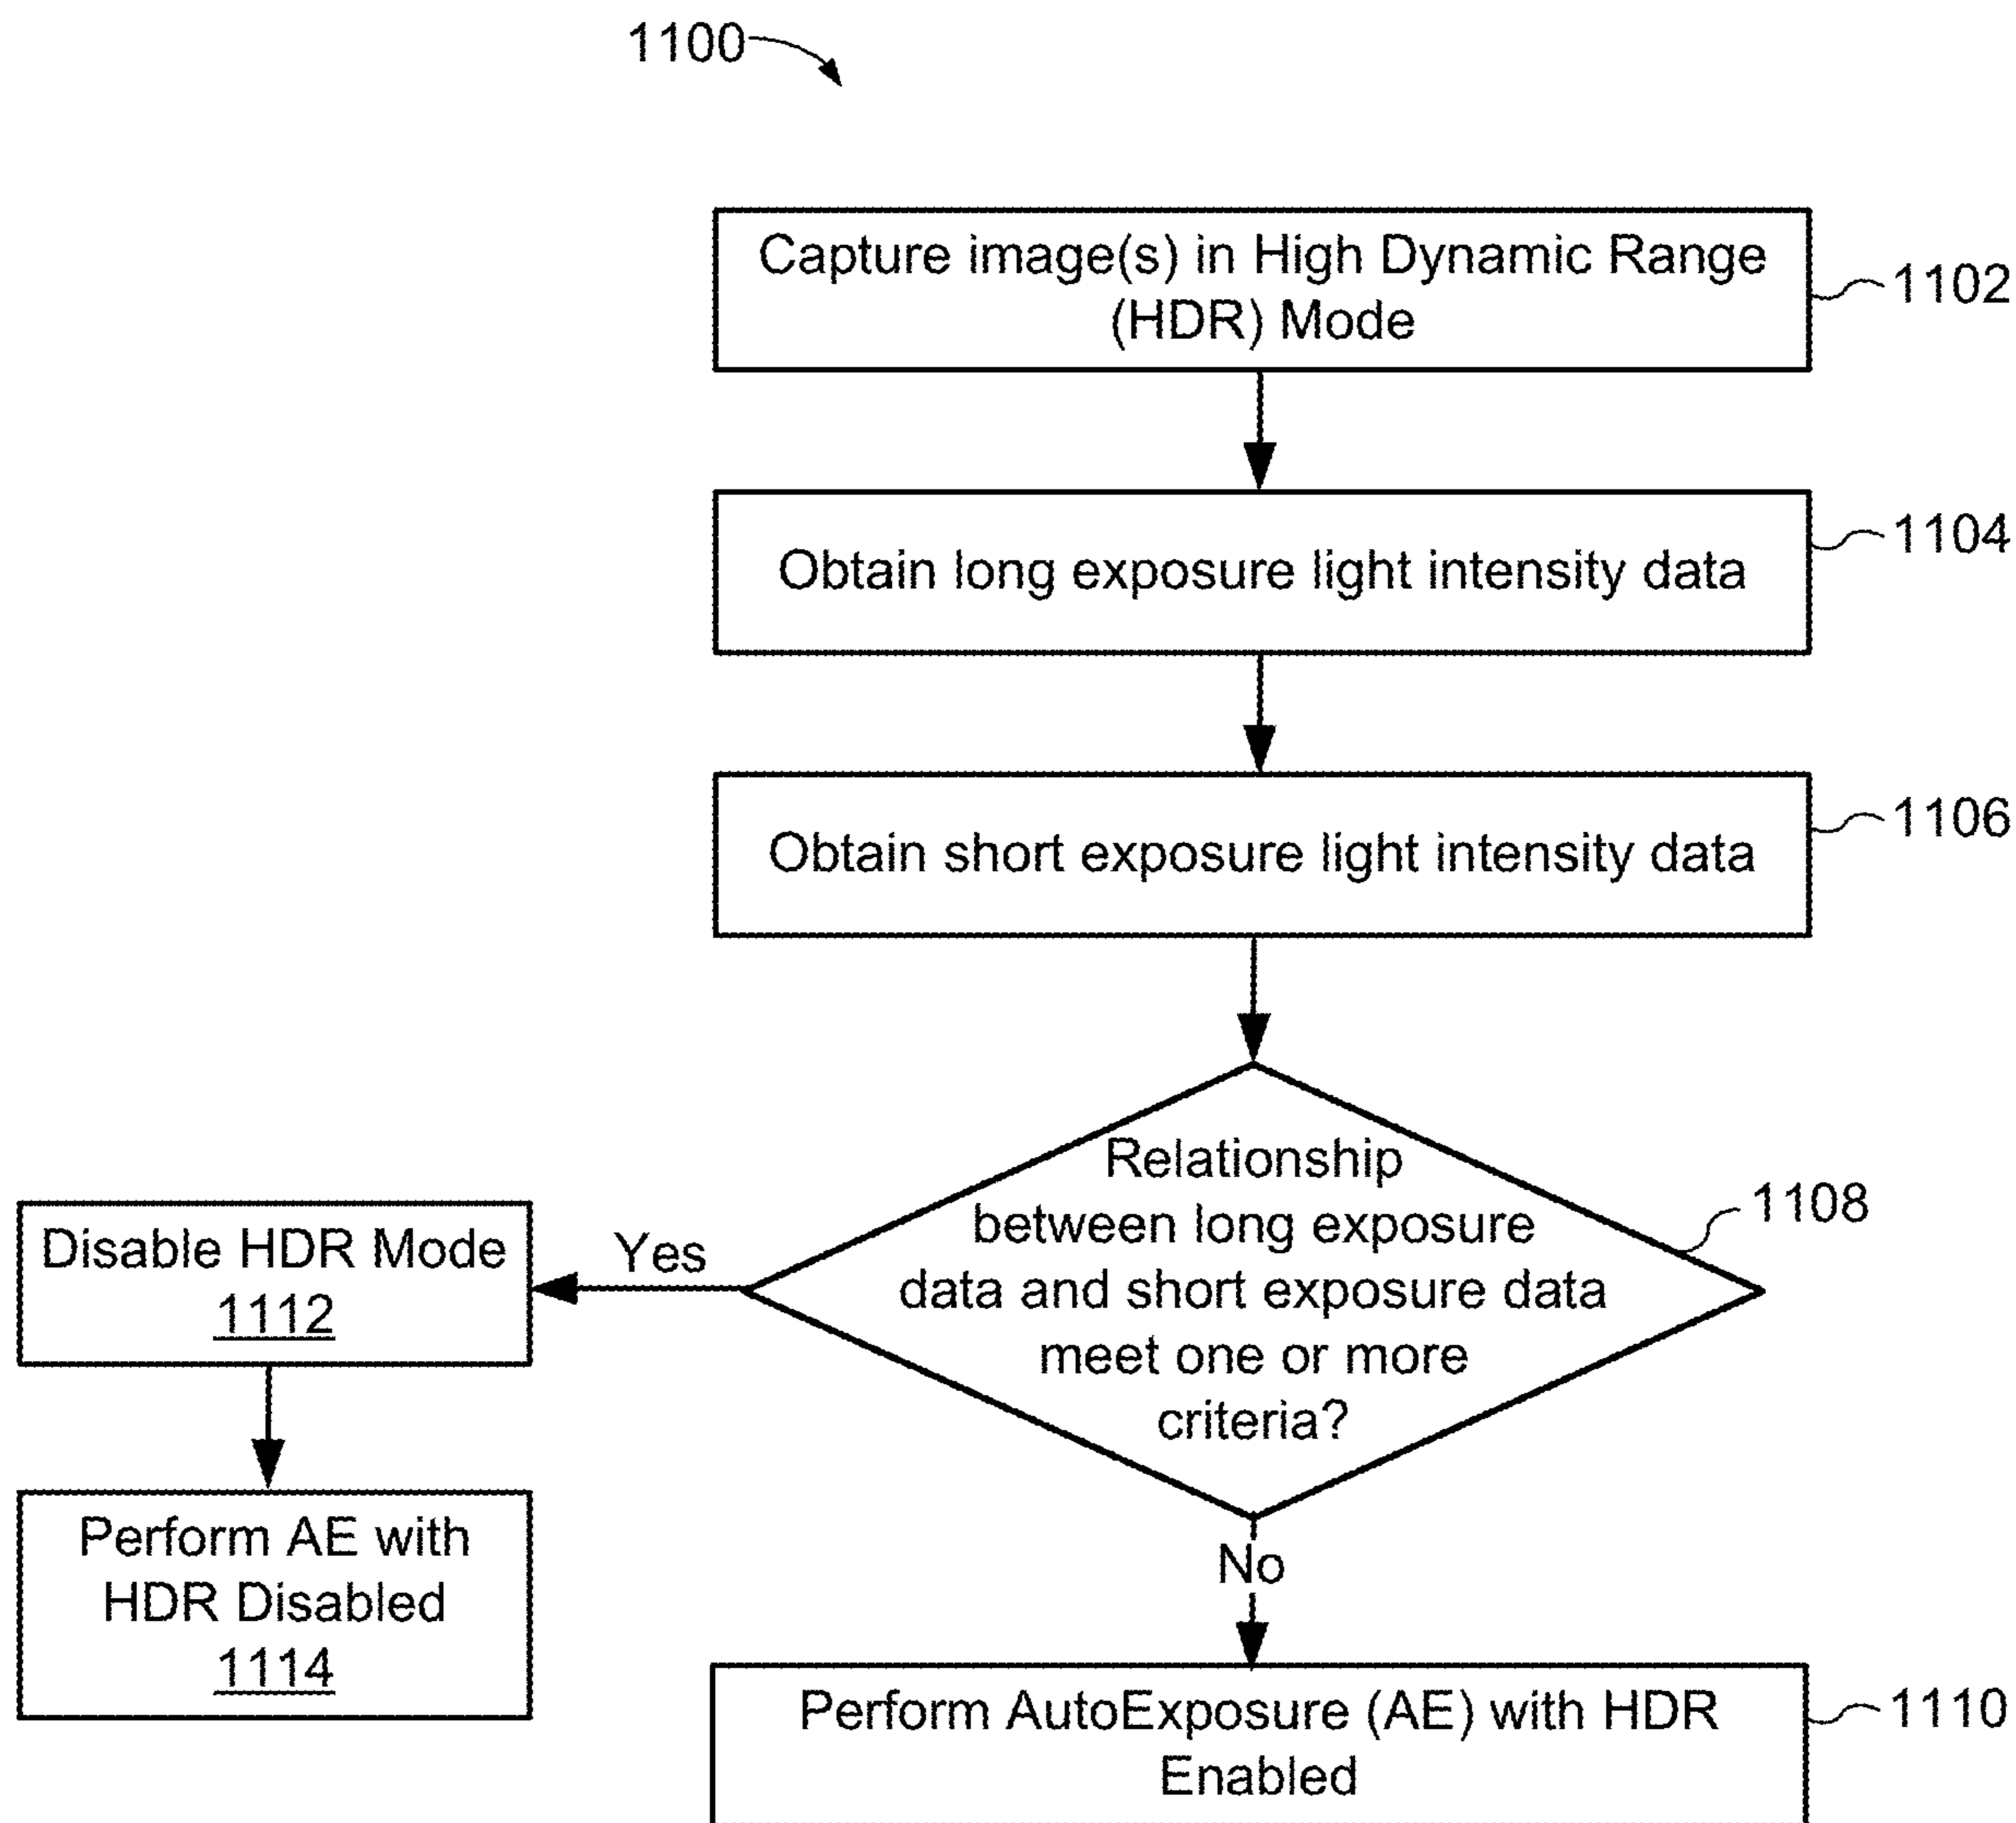 1100
Capture image(s) in High Dynamic Range
(HDR) Mode
1102
Obtain long exposure light intensity data
1104
Obtain short exposure light intensity data
1106
Relationship
between long exposure
data and short exposure data
meet one or more
criteria?
1108
Yes
Disable HDR Mode
1112
Perform AE with
HDR Disabled
1114
No
Perform AutoExposure (AE) with HDR
Enabled
1110